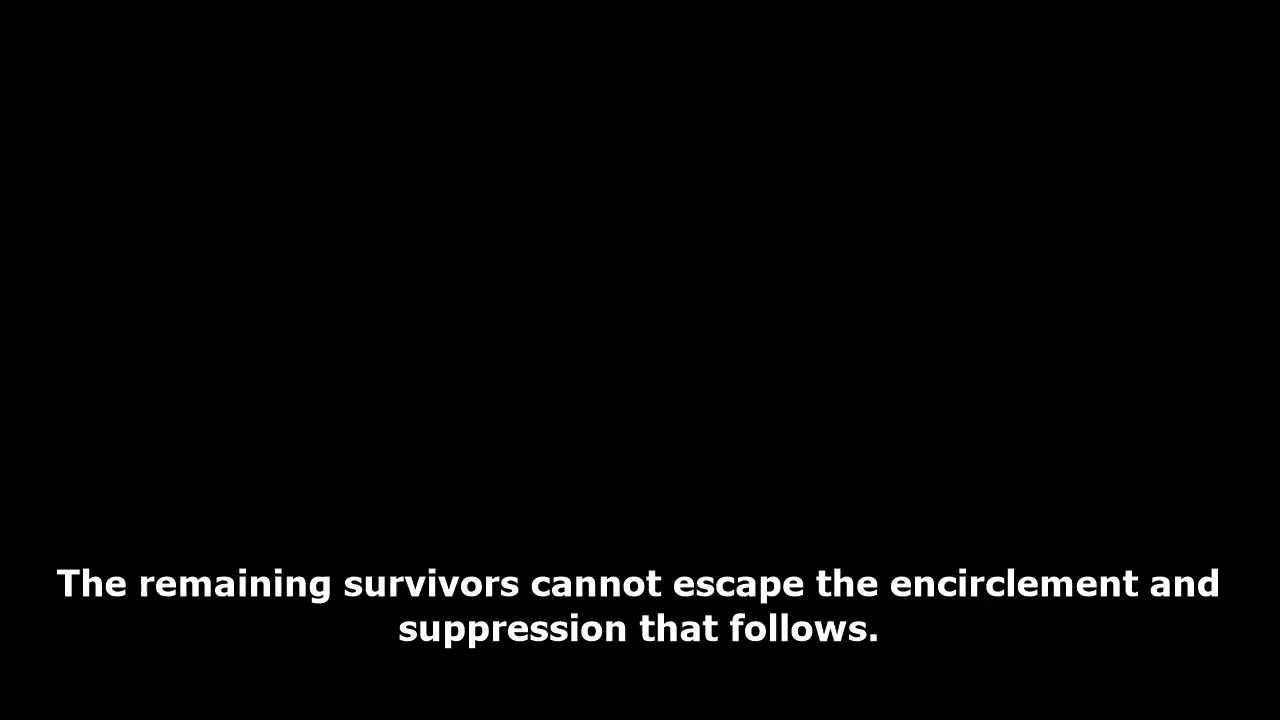 The remaining survivors cannot escape the encirclement and
suppression that follows.